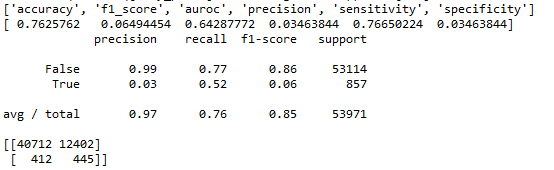 ['accuracy', 'f1_score', 'auroc', 'precision', 'sensitivity', 'specificity']
[ 0.7625762   0.06494454 0.64287772 0.03463844 0.76650224 0.03463844]
             precision    recall  f1-score   support

      False       0.99      0.77      0.86     53114
       True       0.03      0.52      0.06       857

avg / total       0.97      0.76      0.85     53971

[[40712 12402]
 [  412   445]]